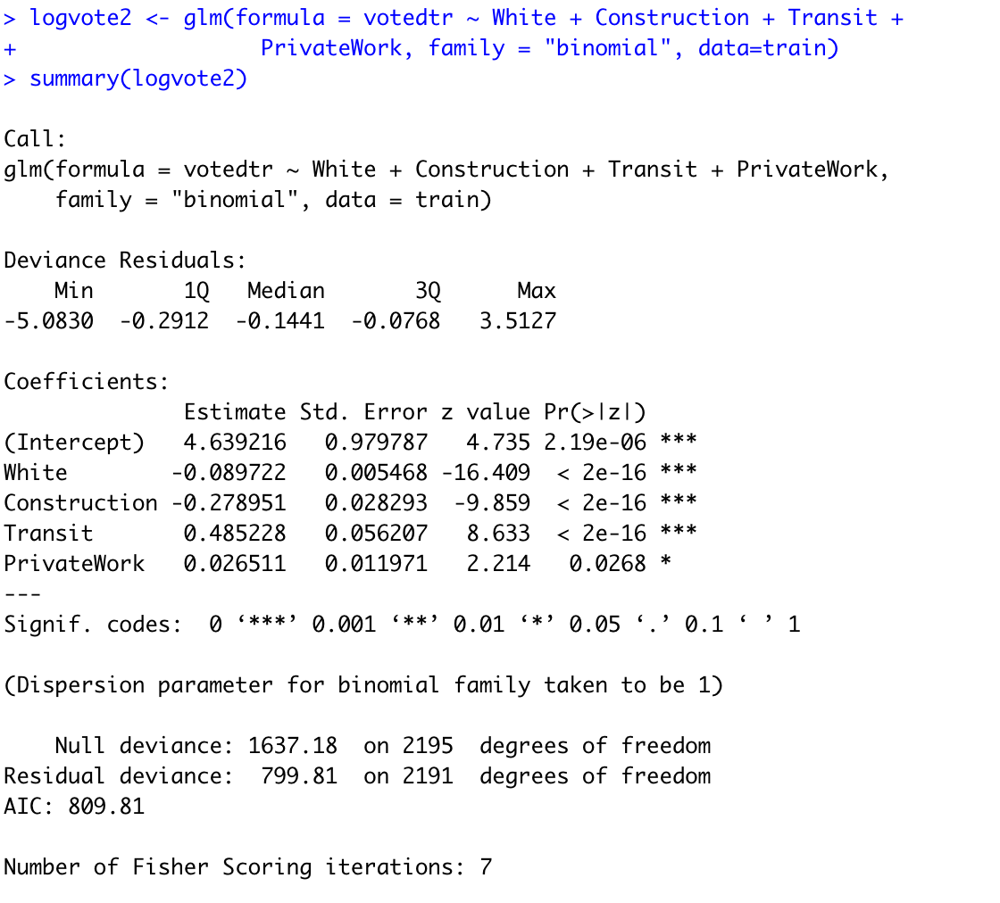 > logvote2 <- glm(formula = votedtr ~ White + Construction + Transit +
+                   PrivateWork, family = "binomial", data=train)
> summary(logvote2)

Call:
glm(formula = votedtr ~ White + Construction + Transit + PrivateWork,
    family = "binomial", data = train)

Deviance Residuals:
    Min       1Q   Median       3Q      Max
-5.0830  -0.2912  -0.1441  -0.0768   3.5127

Coefficients:
              Estimate Std. Error z value Pr(>|z|)
(Intercept)   4.639216   0.979787   4.735 2.19e-06 ***
White        -0.089722   0.005468 -16.409  < 2e-16 ***
Construction -0.278951   0.028293  -9.859  < 2e-16 ***
Transit       0.485228   0.056207   8.633  < 2e-16 ***
PrivateWork   0.026511   0.011971   2.214   0.0268 *
---
Signif. codes:  0 ‘***’ 0.001 ‘**’ 0.01 ‘*’ 0.05 ‘.’ 0.1 ‘ ’ 1

(Dispersion parameter for binomial family taken to be 1)

    Null deviance: 1637.18  on 2195  degrees of freedom
Residual deviance:  799.81  on 2191  degrees of freedom
AIC: 809.81

Number of Fisher Scoring iterations: 7